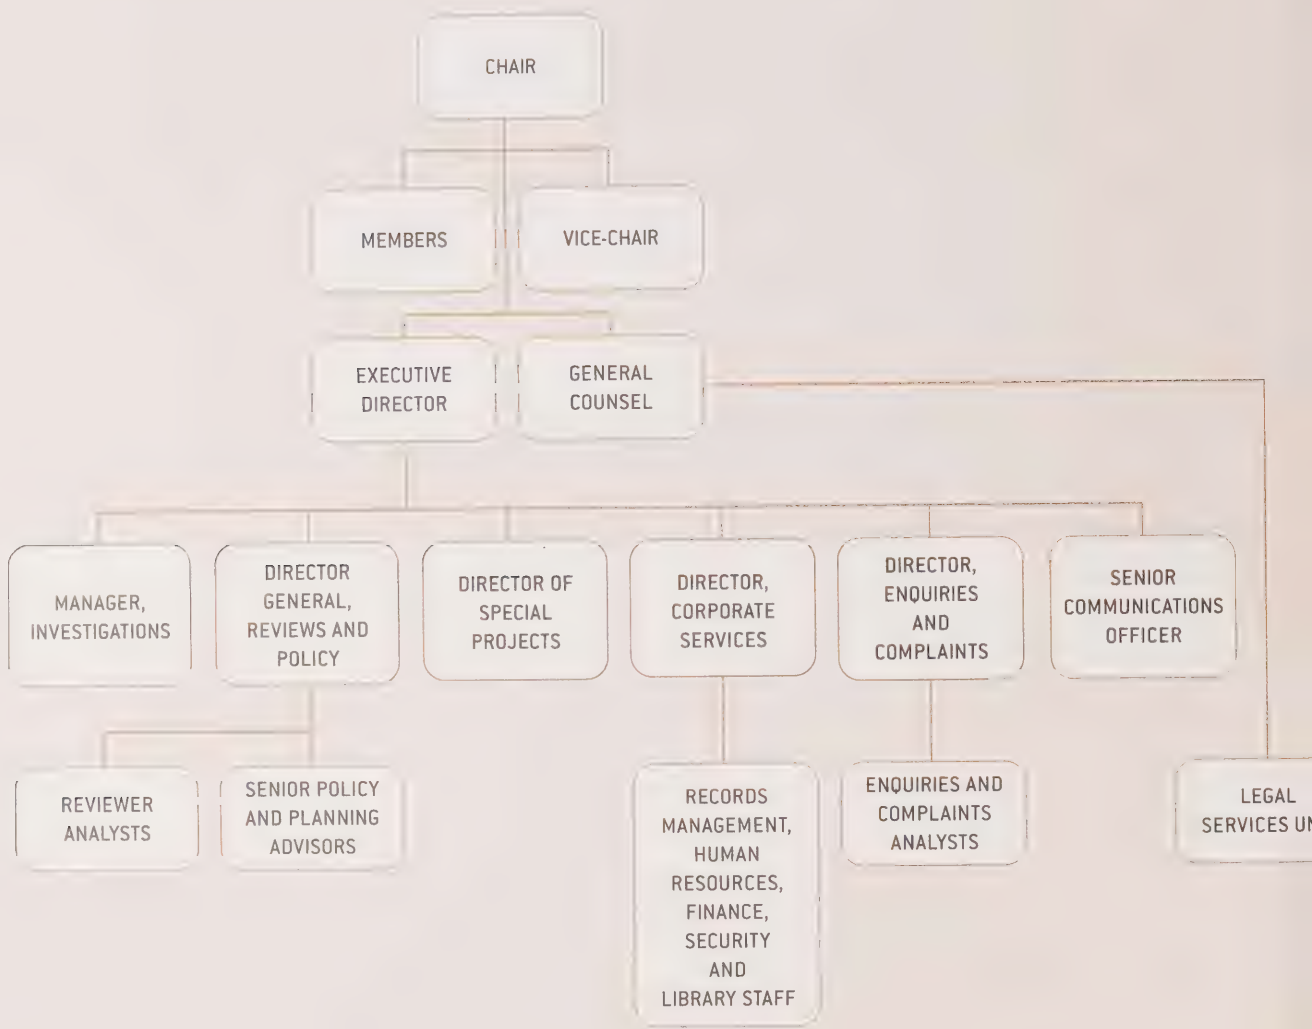 CHAIR
MEMBERS
VICE-CHAIR
EXECUTIVE
DIRECTOR
GENERAL
COUNSEL
MANAGER,
INVESTIGATIONS
DIRECTOR
GENERAL,
REVIEWS AND
POLICY
DIRECTOR OF
SPECIAL
PROJECTS
DIRECTOR,
CORPORATE
SERVICES
DIRECTOR,
ENQUIRIES
AND
COMPLAINTS
SENIOR
COMMUNICATIONS
OFFICER
REVIEWER
ANALYSTS
SENIOR POLICY
AND PLANNING
ADVISORS
RECORDS
MANAGEMENT,
HUMAN
RESOURCES,
FINANCE,
SECURITY
AND
LIBRARY STAFF
ENQUIRIES AND
COMPLAINTS
ANALYSTS
LEGAL
SERVICES